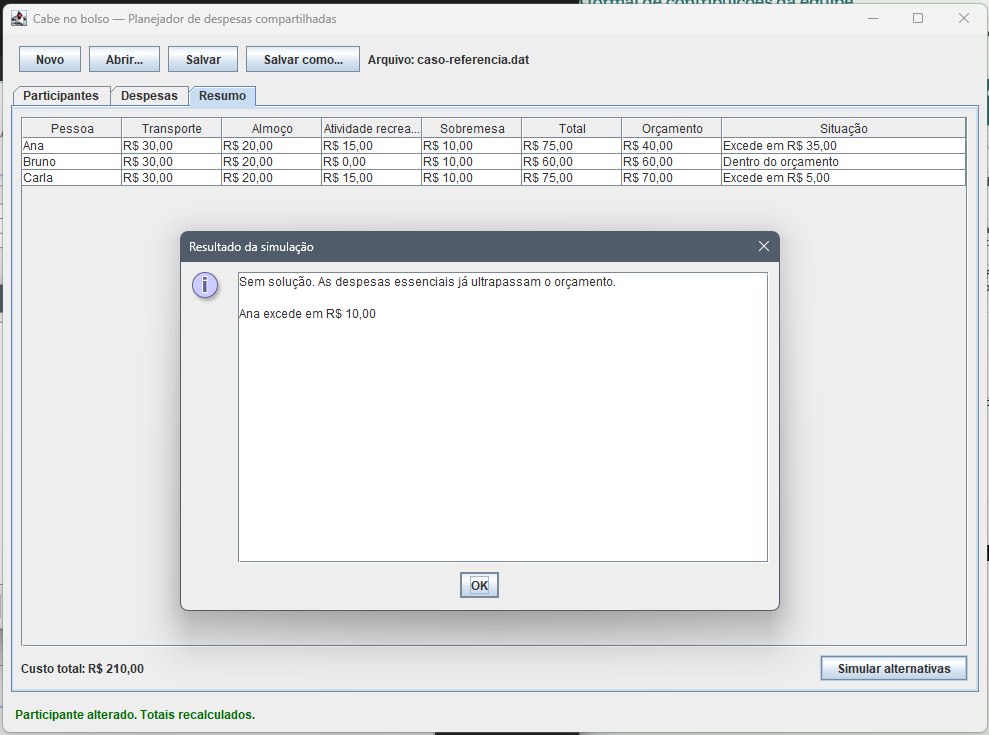 formal de contribuições da equipe
Cabe no bolso — Planejador de despesas compartilhadas
Novo Abrir... Salvar Salvar como... Arquivo: caso-referencia.dat
Participantes Despesas Resumo
Pessoa Transporte Almoço Atividade recrea... Sobremesa Total Orçamento Situação
Ana R$ 30,00 R$ 20,00 R$ 15,00 R$ 10,00 R$ 75,00 R$ 40,00 Excede em R$ 35,00
Bruno R$ 30,00 R$ 20,00 R$ 0,00 R$ 10,00 R$ 60,00 R$ 60,00 Dentro do orçamento
Carla R$ 30,00 R$ 20,00 R$ 15,00 R$ 10,00 R$ 75,00 R$ 70,00 Excede em R$ 5,00
Resultado da simulação
Sem solução. As despesas essenciais já ultrapassam o orçamento.
Ana excede em R$ 10,00
OK
Custo total: R$ 210,00 Simular alternativas
Participante alterado. Totais recalculados.